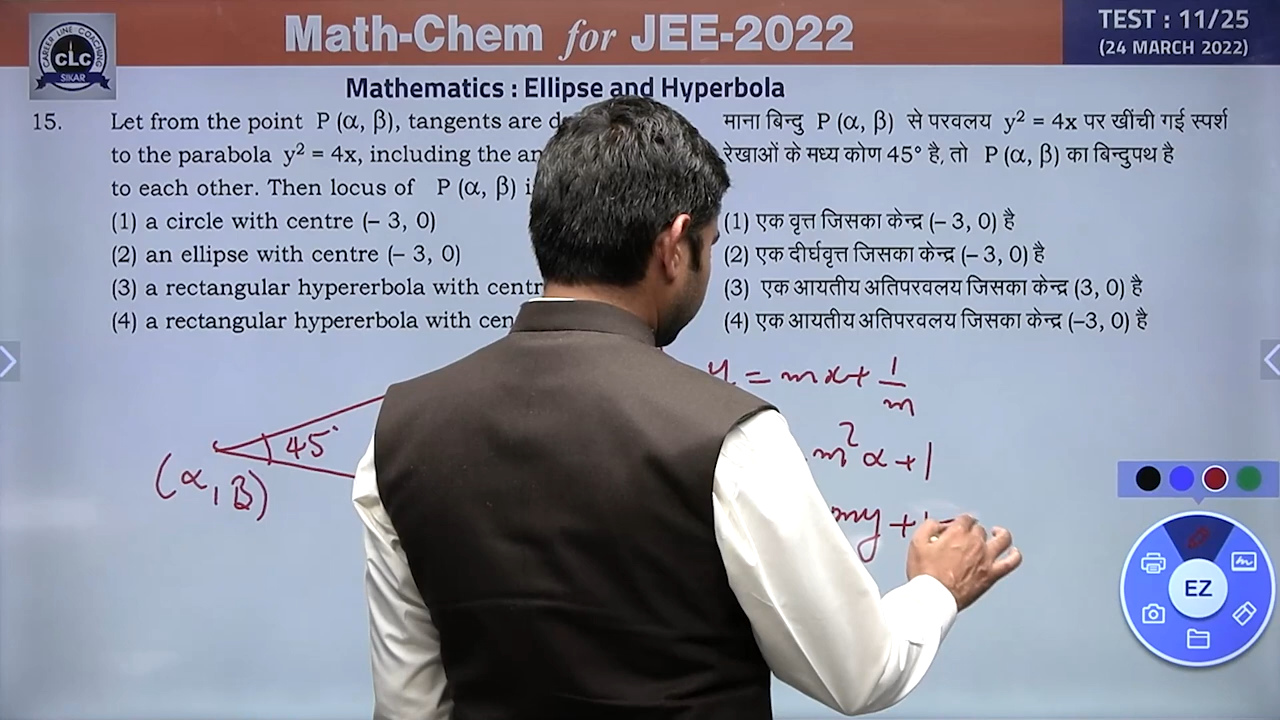 Math-Chem for JEE-2022
TEST : 11/25
(24 MARCH 2022)
CAREER LINE COACHING
CLC
SIKAR
Mathematics : Ellipse and Hyperbola
15. Let from the point P (α, β), tangents are
to the parabola y² = 4x, including the
to each other. Then locus of P (α, β)
(1) a circle with centre (– 3, 0)
(2) an ellipse with centre (– 3, 0)
(3) a rectangular hypererbola with
(4) a rectangular hypererbola with
माना बिन्दु P (α, β) से परवलय y² = 4x पर खींची गई स्पर्श
रेखाओं के मध्य कोण 45° है, तो P (α, β) का बिन्दुपथ है
(1) एक वृत्त जिसका केन्द्र (– 3, 0) है
(2) एक दीर्घवृत्त जिसका केन्द्र (– 3, 0) है
(3) एक आयतीय अतिपरवलय जिसका केन्द्र (3, 0) है
(4) एक आयतीय अतिपरवलय जिसका केन्द्र (–3, 0) है
45°
(α, β)
= mx + 1/m
m²α + 1
my +
EZ